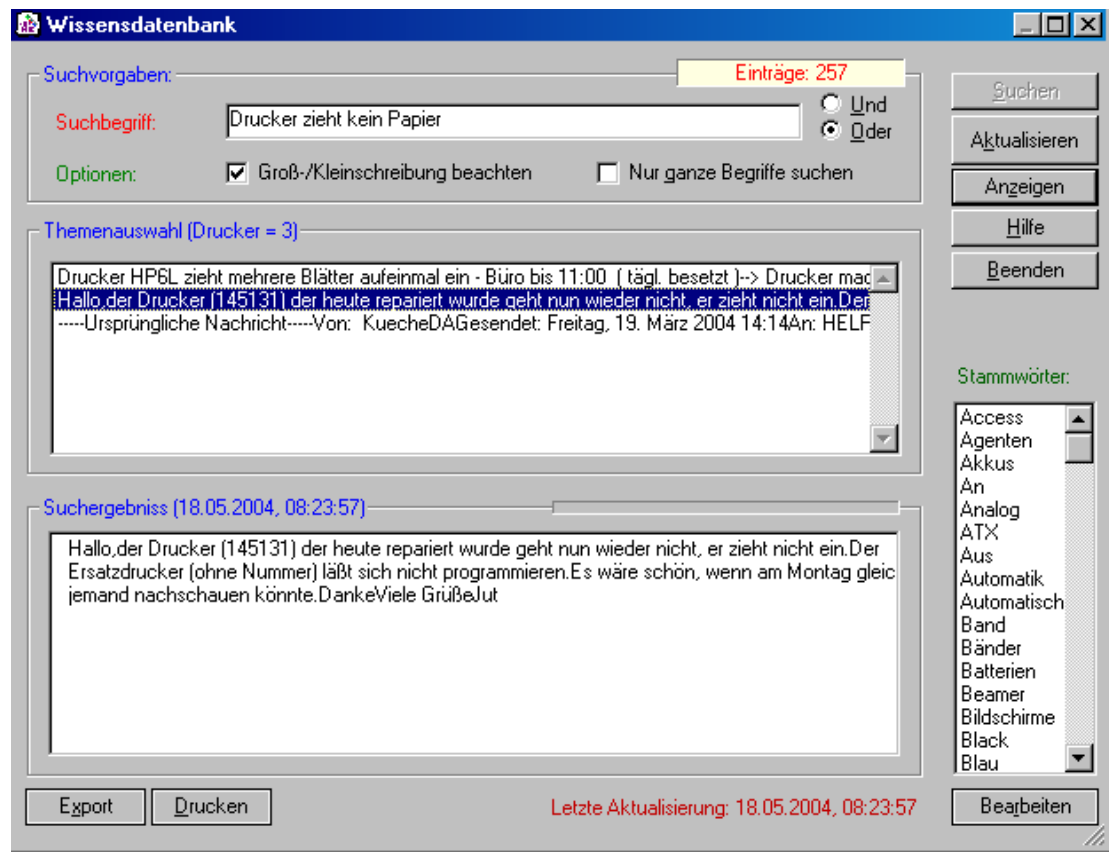 Wissensdatenbank
Suchvorgaben:
Einträge: 257
Suchbegriff:
Drucker zieht kein Papier
Und
Oder
Optionen:
Groß-/Kleinschreibung beachten
Nur ganze Begriffe suchen
Suchen
Aktualisieren
Anzeigen
Hilfe
Beenden
Themenauswahl (Drucker = 3)
Drucker HP6L zieht mehrere Blätter aufeinmal ein - Büro bis 11:00 ( tägl. besetzt )--> Drucker mac
Hallo,der Drucker (145131) der heute repariert wurde geht nun wieder nicht, er zieht nicht ein.Der
-----Ursprüngliche Nachricht-----Von: KuecheDAGesendet: Freitag, 19. März 2004 14:14An: HELF
Suchergebniss (18.05.2004, 08:23:57)
Hallo,der Drucker (145131) der heute repariert wurde geht nun wieder nicht, er zieht nicht ein.Der
Ersatzdrucker (ohne Nummer) läßt sich nicht programmieren.Es wäre schön, wenn am Montag gleic
jemand nachschauen könnte.DankeViele GrüßeJut
Stammwörter:
Access
Agenten
Akkus
An
Analog
ATX
Aus
Automatik
Automatisch
Band
Bänder
Batterien
Beamer
Bildschirme
Black
Blau
Export
Drucken
Letzte Aktualisierung: 18.05.2004, 08:23:57
Bearbeiten